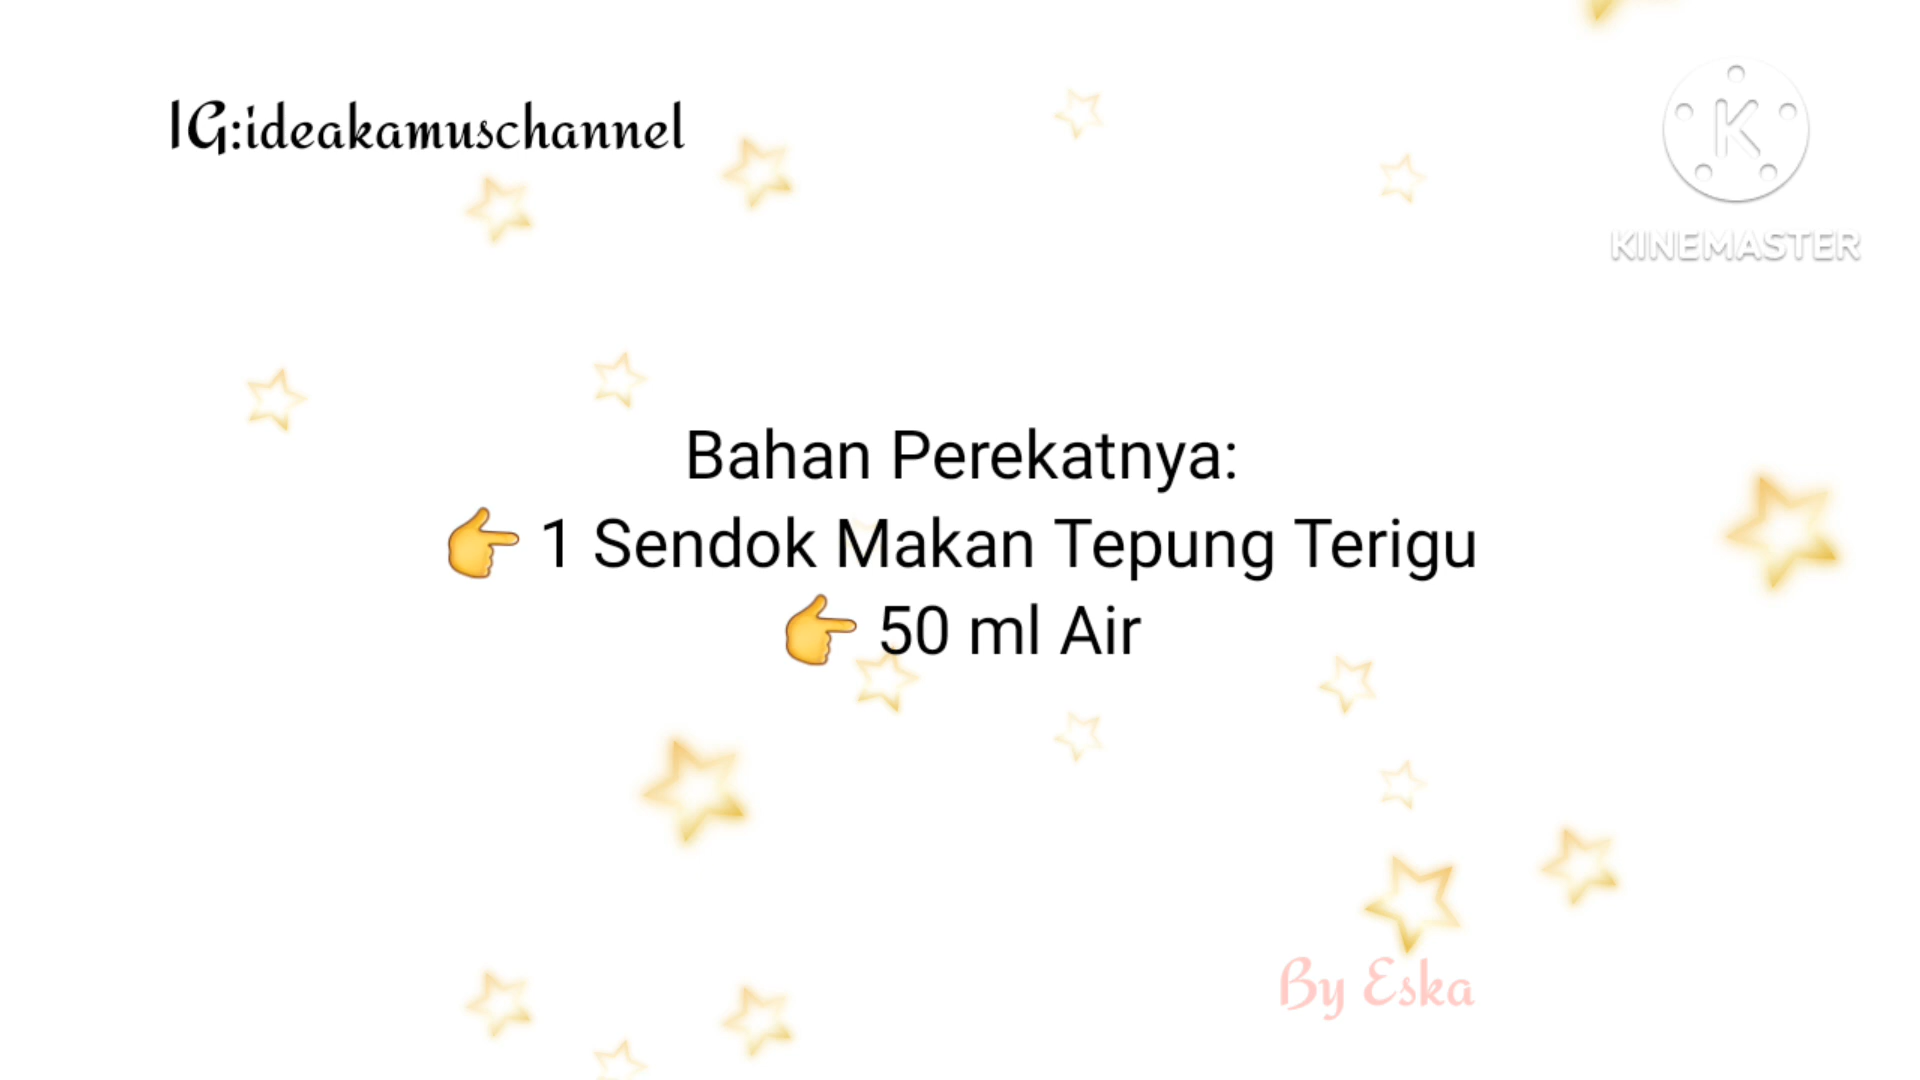 IG:ideakamuschannel
KINEMASTER
Bahan Perekatnya:
👉 1 Sendok Makan Tepung Terigu
👉 50 ml Air
By Eska